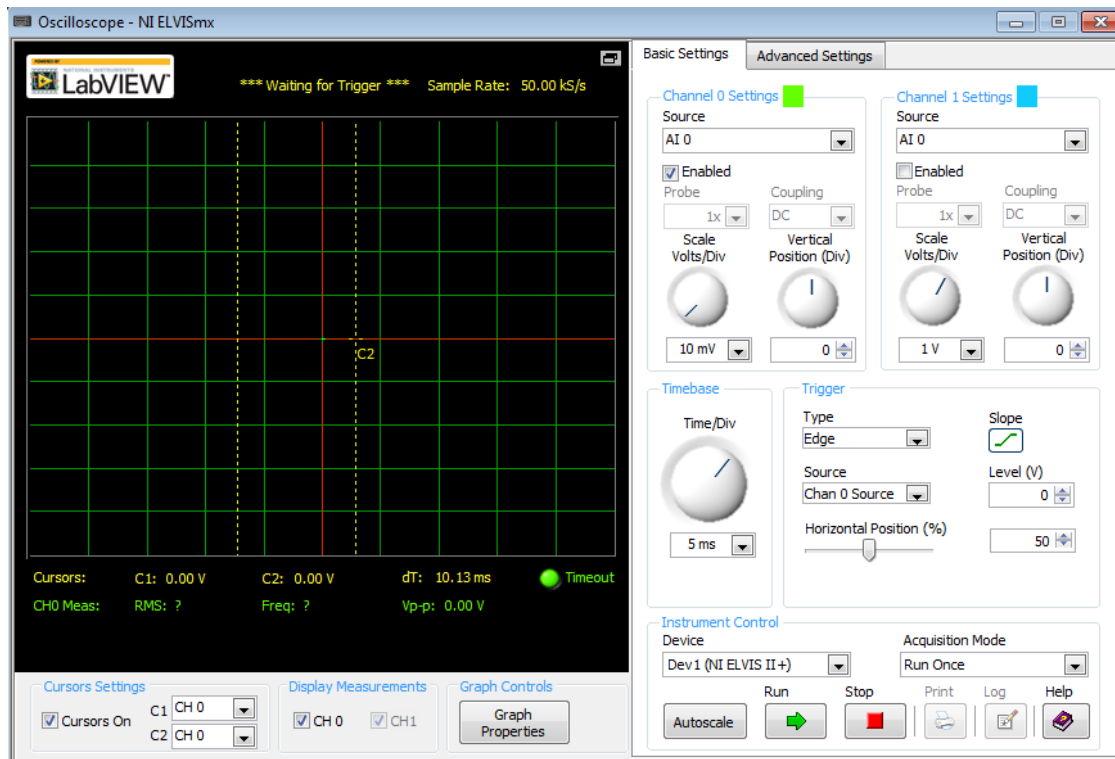 Oscilloscope - NI ELVISmx
POWERED BY
NATIONAL INSTRUMENTS
LabVIEW™
*** Waiting for Trigger *** Sample Rate: 50.00 kS/s
C2
Cursors: C1: 0.00 V C2: 0.00 V dT: 10.13 ms Timeout
CH0 Meas: RMS: ? Freq: ? Vp-p: 0.00 V
Cursors Settings
Cursors On
C1 CH 0
C2 CH 0
Display Measurements
CH 0 CH1
Graph Controls
Graph
Properties
Basic Settings Advanced Settings
Channel 0 Settings
Source
AI 0
Enabled
Probe Coupling
1x DC
Scale Vertical
Volts/Div Position (Div)
10 mV 0
Channel 1 Settings
Source
AI 0
Enabled
Probe Coupling
1x DC
Scale Vertical
Volts/Div Position (Div)
1 V 0
Timebase
Time/Div
5 ms
Trigger
Type Slope
Edge
Source Level (V)
Chan 0 Source 0
Horizontal Position (%)
50
Instrument Control
Device Acquisition Mode
Dev1 (NI ELVIS II+) Run Once
Run Stop Print Log Help
Autoscale